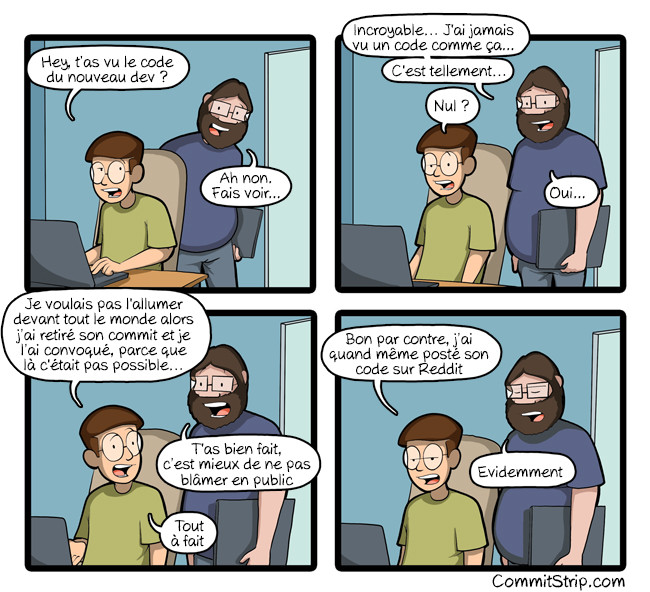 Hey, t'as vu le code
du nouveau dev ?
Ah non.
Fais voir...
Incroyable... J'ai jamais
vu un code comme ça...
C'est tellement...
Nul ?
Oui...
Je voulais pas l'allumer
devant tout le monde alors
j'ai retiré son commit et je
l'ai convoqué, parce que
là c'était pas possible...
T'as bien fait,
c'est mieux de ne pas
blâmer en public
Tout
à fait
Bon par contre, j'ai
quand même posté son
code sur Reddit
Evidemment
CommitStrip.com